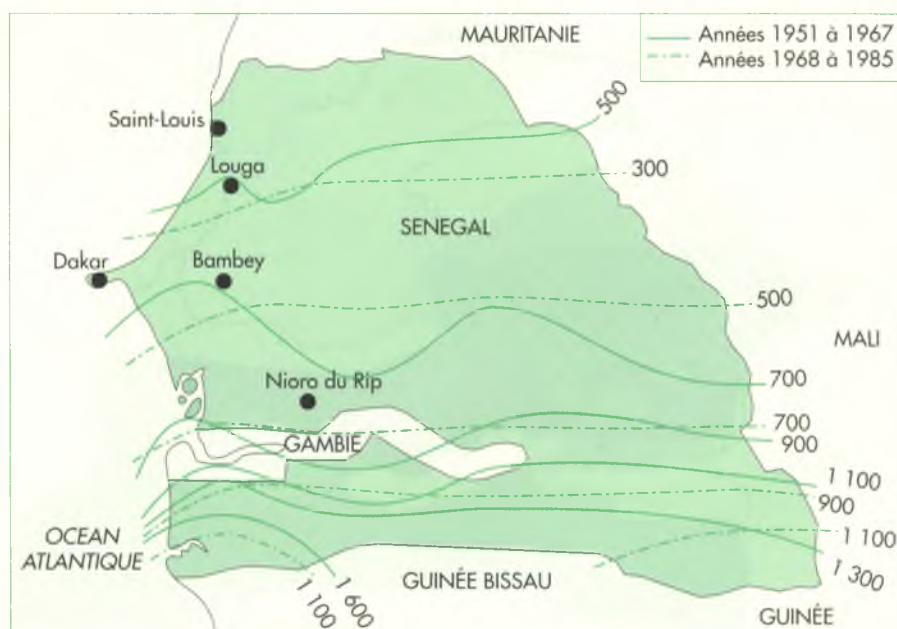 MAURITANIE
Années 1951 à 1967
Années 1968 à 1985
500
Saint-Louis
Louga
300
SENEGAL
Dakar
Bambey
500
MALI
Nioro du Rip
700
700
GAMBIE
900
1 100
900
OCEAN
ATLANTIQUE
1 100
1 300
GUINÉE BISSAU
1 600
1 100
GUINÉE